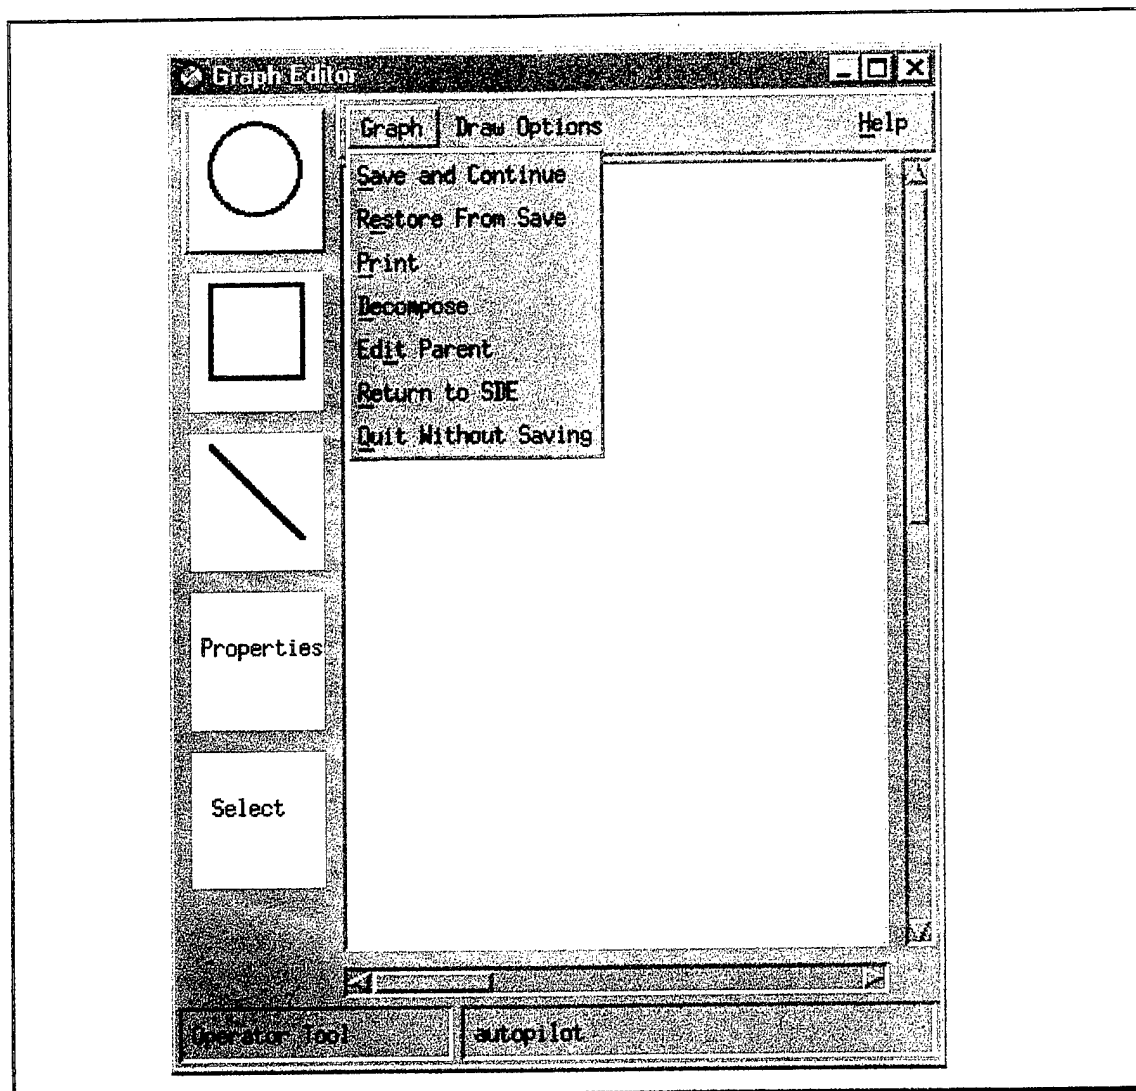 Graph Editor
Graph Draw Options Help
Save and Continue
Restore From Save
Print
Decompose
Edit Parent
Return to SDE
Quit Without Saving
Properties
Select
Operator Tool autopilot